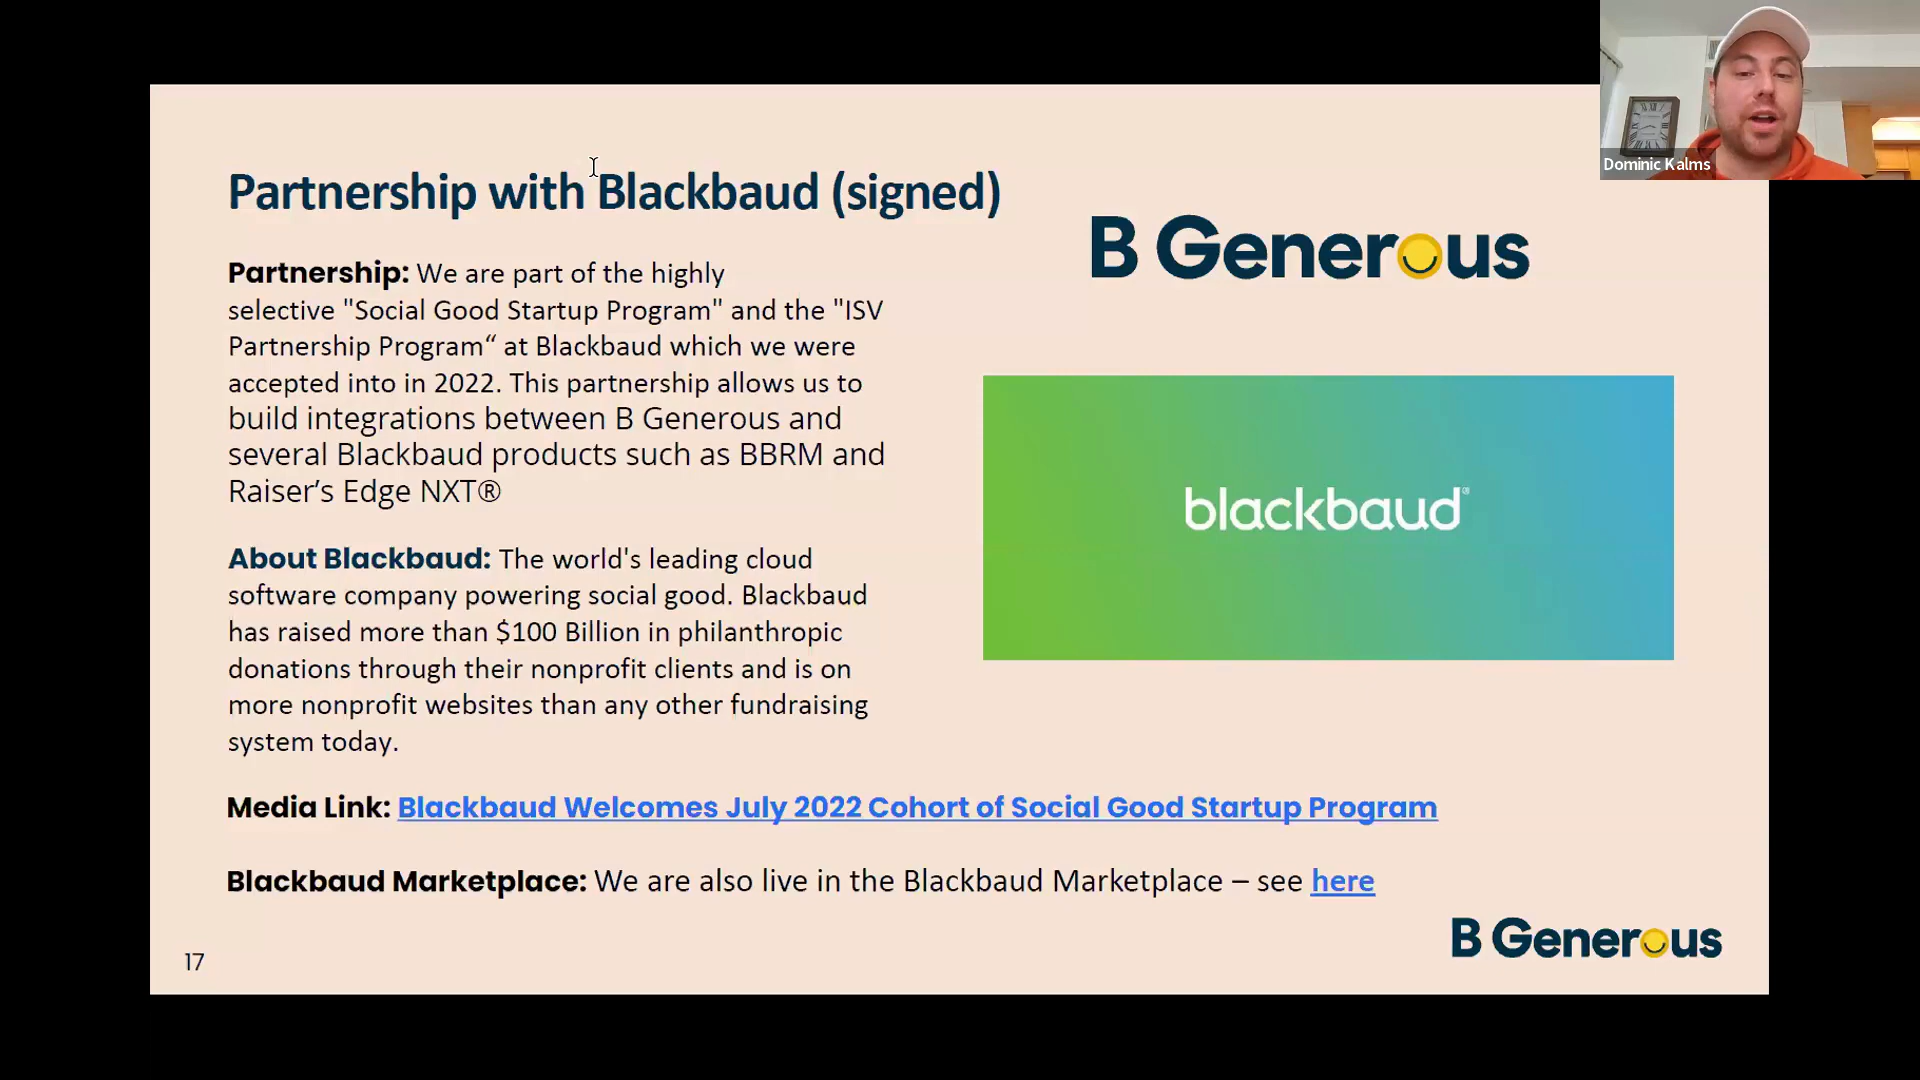 Dominic Kalms
Partnership with Blackbaud (signed)
B Generous
Partnership: We are part of the highly
selective "Social Good Startup Program" and the "ISV
Partnership Program“ at Blackbaud which we were
accepted into in 2022. This partnership allows us to
build integrations between B Generous and
several Blackbaud products such as BBRM and
Raiser’s Edge NXT®
blackbaud®
About Blackbaud: The world's leading cloud
software company powering social good. Blackbaud
has raised more than $100 Billion in philanthropic
donations through their nonprofit clients and is on
more nonprofit websites than any other fundraising
system today.
Media Link: Blackbaud Welcomes July 2022 Cohort of Social Good Startup Program
Blackbaud Marketplace: We are also live in the Blackbaud Marketplace – see here
B Generous
17